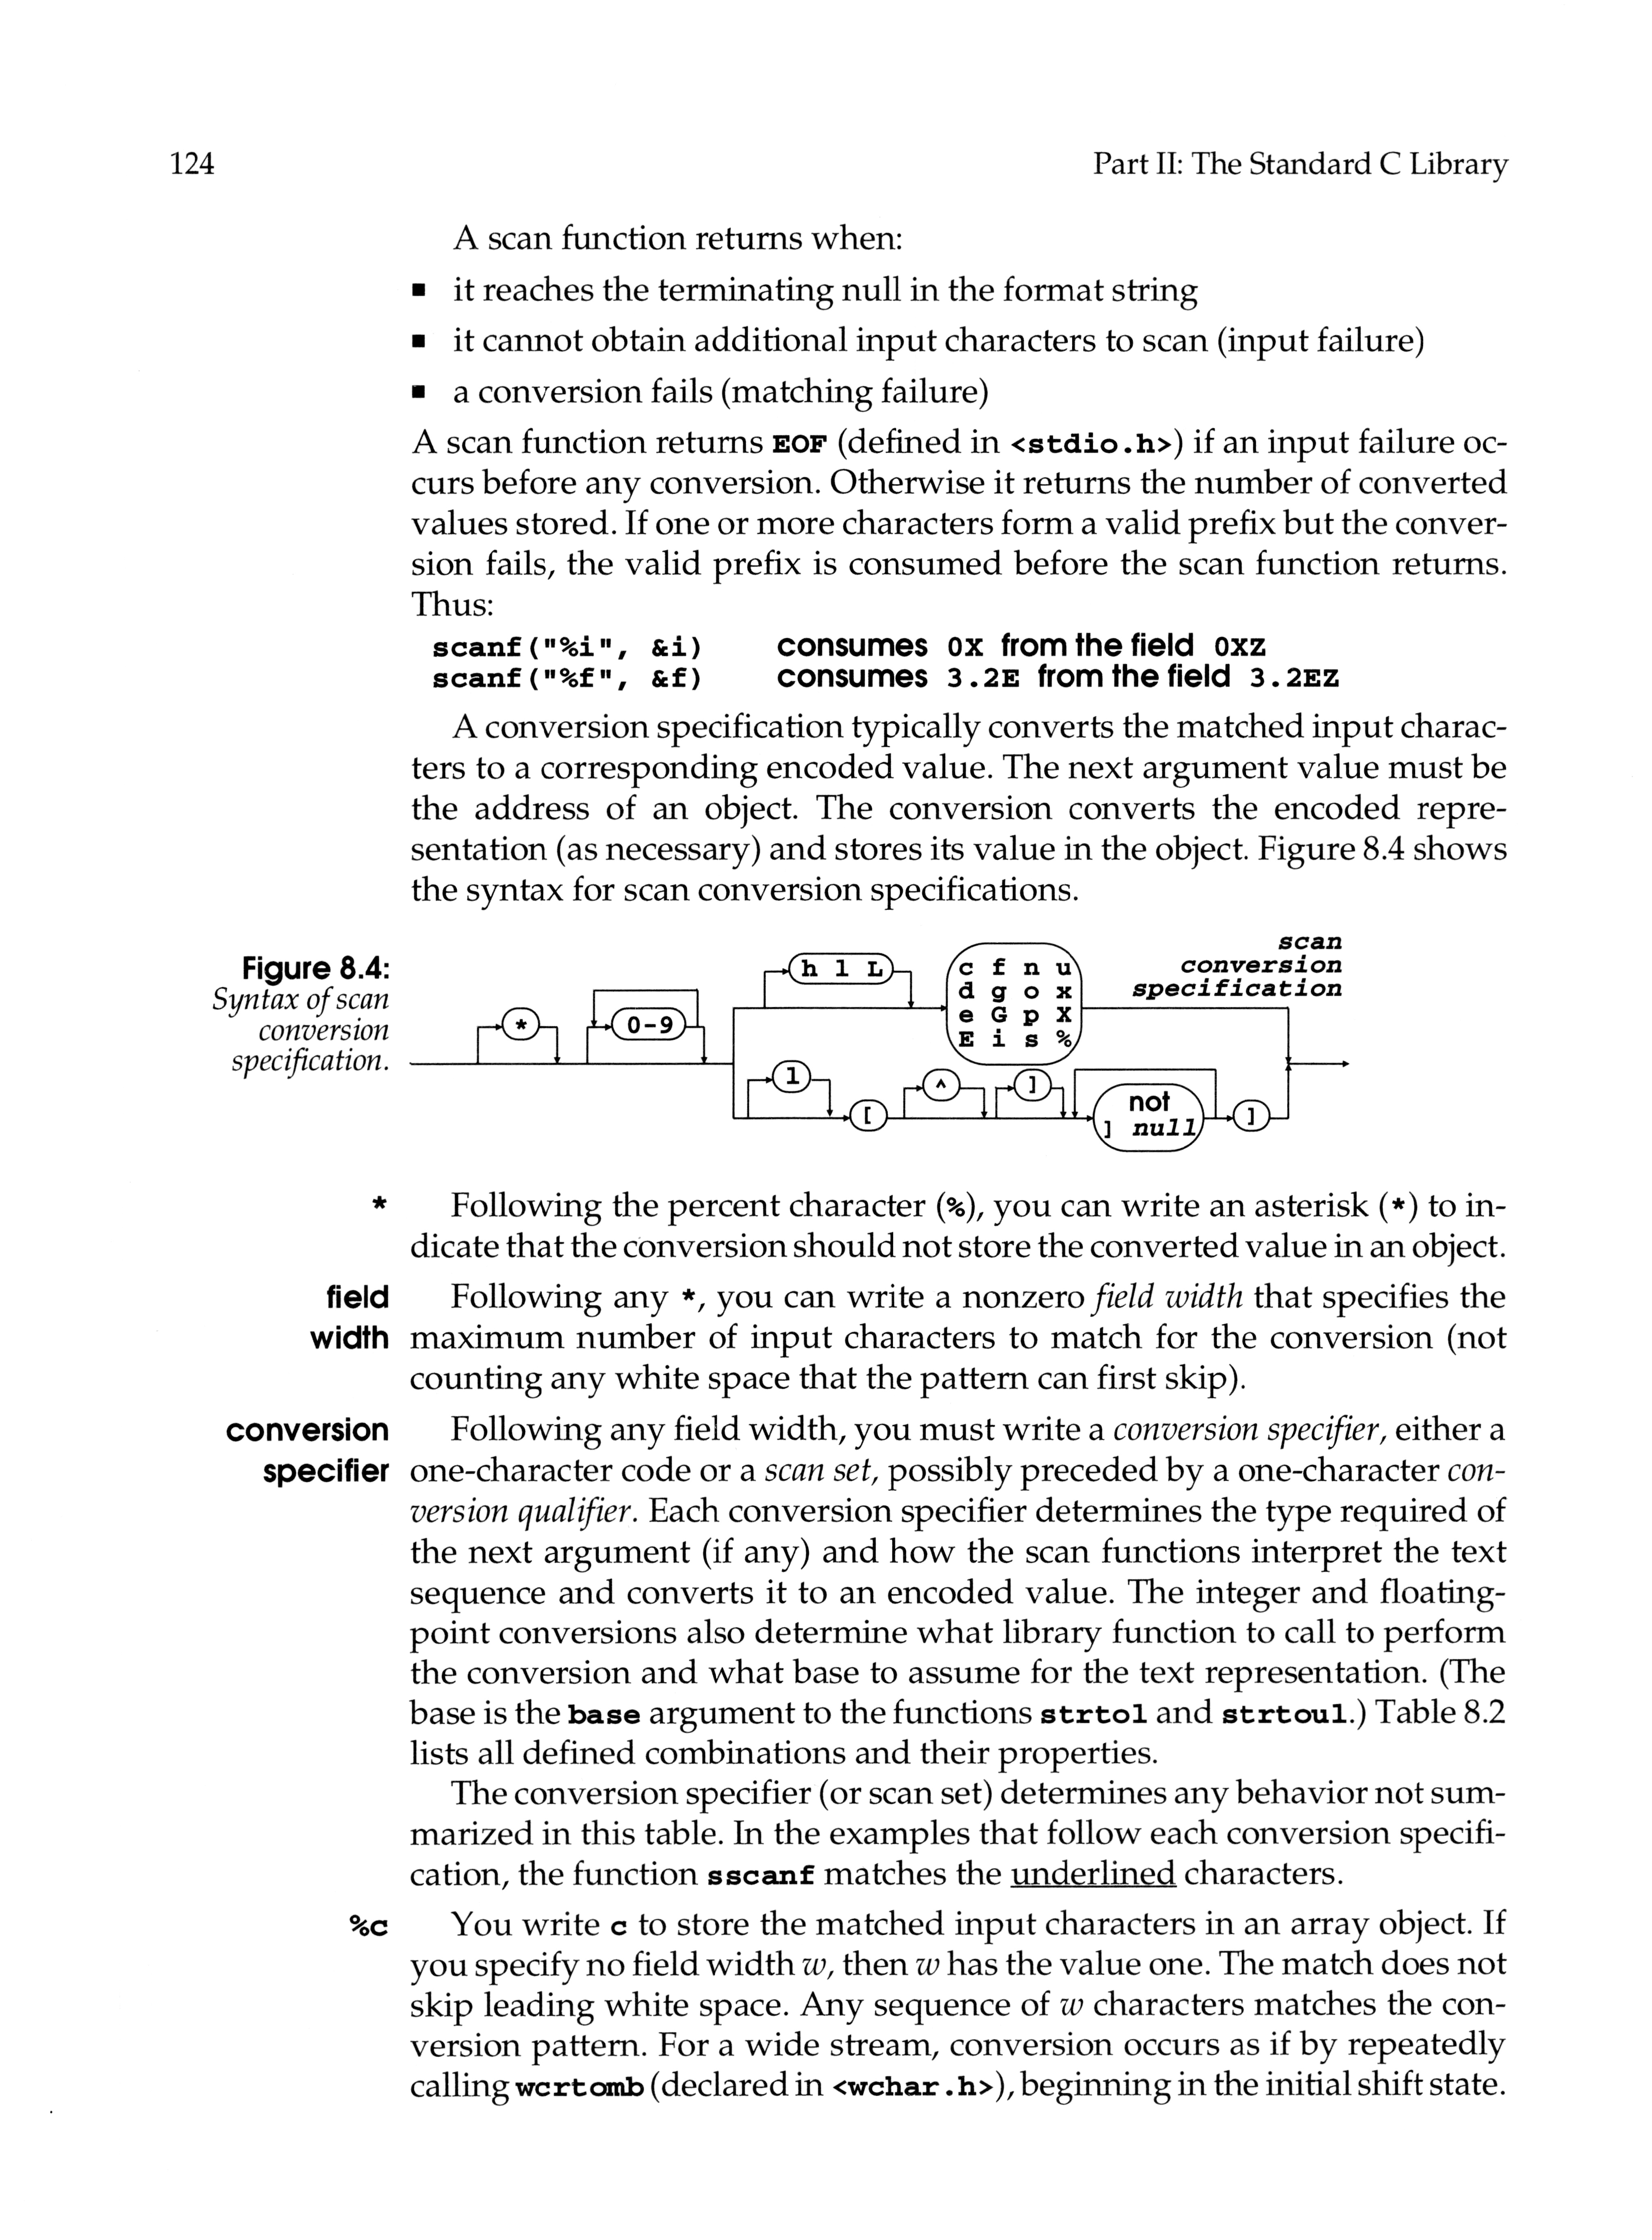 124 Part II: The Standard C Library
A scan function returns when:
▪ it reaches the terminating null in the format string
▪ it cannot obtain additional input characters to scan (input failure)
▪ a conversion fails (matching failure)
A scan function returns EOF (defined in <stdio.h>) if an input failure oc-
curs before any conversion. Otherwise it returns the number of converted
values stored. If one or more characters form a valid prefix but the conver-
sion fails, the valid prefix is consumed before the scan function returns.
Thus:
scanf("%i", &i) consumes 0X from the field 0XZ
scanf("%f", &f) consumes 3.2E from the field 3.2EZ
A conversion specification typically converts the matched input charac-
ters to a corresponding encoded value. The next argument value must be
the address of an object. The conversion converts the encoded repre-
sentation (as necessary) and stores its value in the object. Figure 8.4 shows
the syntax for scan conversion specifications.
Figure 8.4:
Syntax of scan
conversion
specification.
scan
conversion
specification
* 0-9
h l L
c f n u
d g o x
e G p X
E i s %
l [ ^ ]
not
] null
]
* Following the percent character (%), you can write an asterisk (*) to in-
dicate that the conversion should not store the converted value in an object.
field Following any *, you can write a nonzero field width that specifies the
width maximum number of input characters to match for the conversion (not
counting any white space that the pattern can first skip).
conversion Following any field width, you must write a conversion specifier, either a
specifier one-character code or a scan set, possibly preceded by a one-character con-
version qualifier. Each conversion specifier determines the type required of
the next argument (if any) and how the scan functions interpret the text
sequence and converts it to an encoded value. The integer and floating-
point conversions also determine what library function to call to perform
the conversion and what base to assume for the text representation. (The
base is the base argument to the functions strtol and strtoul.) Table 8.2
lists all defined combinations and their properties.
The conversion specifier (or scan set) determines any behavior not sum-
marized in this table. In the examples that follow each conversion specifi-
cation, the function sscanf matches the underlined characters.
%c You write c to store the matched input characters in an array object. If
you specify no field width w, then w has the value one. The match does not
skip leading white space. Any sequence of w characters matches the con-
version pattern. For a wide stream, conversion occurs as if by repeatedly
calling wcrtomb (declared in <wchar.h>), beginning in the initial shift state.